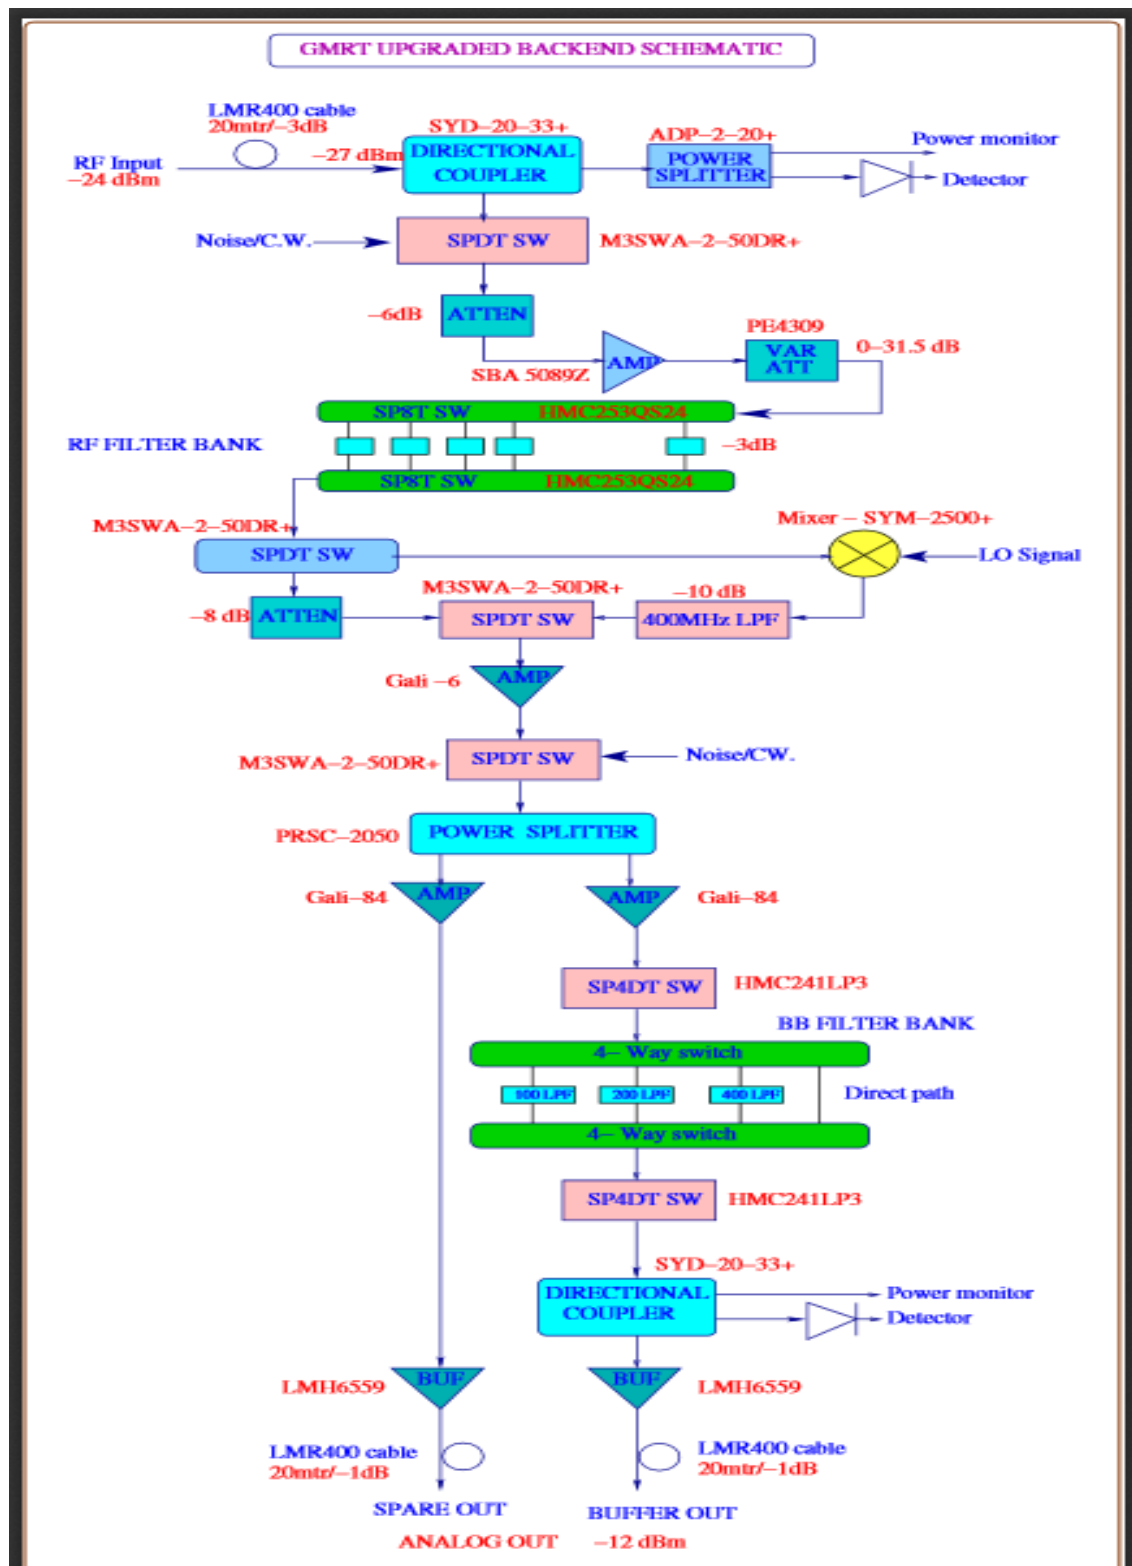 GMRT UPGRADED BACKEND SCHEMATIC
LMR400 cable
20mtr/−3dB
RF Input
−24 dBm
−27 dBm
SYD−20−33+
DIRECTIONAL
COUPLER
ADP−2−20+
POWER
SPLITTER
Power monitor
Detector
Noise/C.W.
SPDT SW
M3SWA−2−50DR+
−6dB
ATTEN
SBA 5089Z
AMP
PE4309
VAR
ATT
0−31.5 dB
SP8T SW
HMC253QS24
RF FILTER BANK
−3dB
SP8T SW
HMC253QS24
M3SWA−2−50DR+
SPDT SW
Mixer − SYM−2500+
LO Signal
−8 dB
ATTEN
M3SWA−2−50DR+
SPDT SW
−10 dB
400MHz LPF
Gali −6
AMP
M3SWA−2−50DR+
SPDT SW
Noise/CW.
PRSC−2050
POWER SPLITTER
Gali−84
AMP
AMP
Gali−84
SP4DT SW
HMC241LP3
BB FILTER BANK
4− Way switch
100 LPF
200 LPF
400 LPF
Direct path
4− Way switch
SP4DT SW
HMC241LP3
SYD−20−33+
DIRECTIONAL
COUPLER
Power monitor
Detector
LMH6559
BUF
BUF
LMH6559
LMR400 cable
20mtr/−1dB
LMR400 cable
20mtr/−1dB
SPARE OUT
BUFFER OUT
ANALOG OUT
−12 dBm